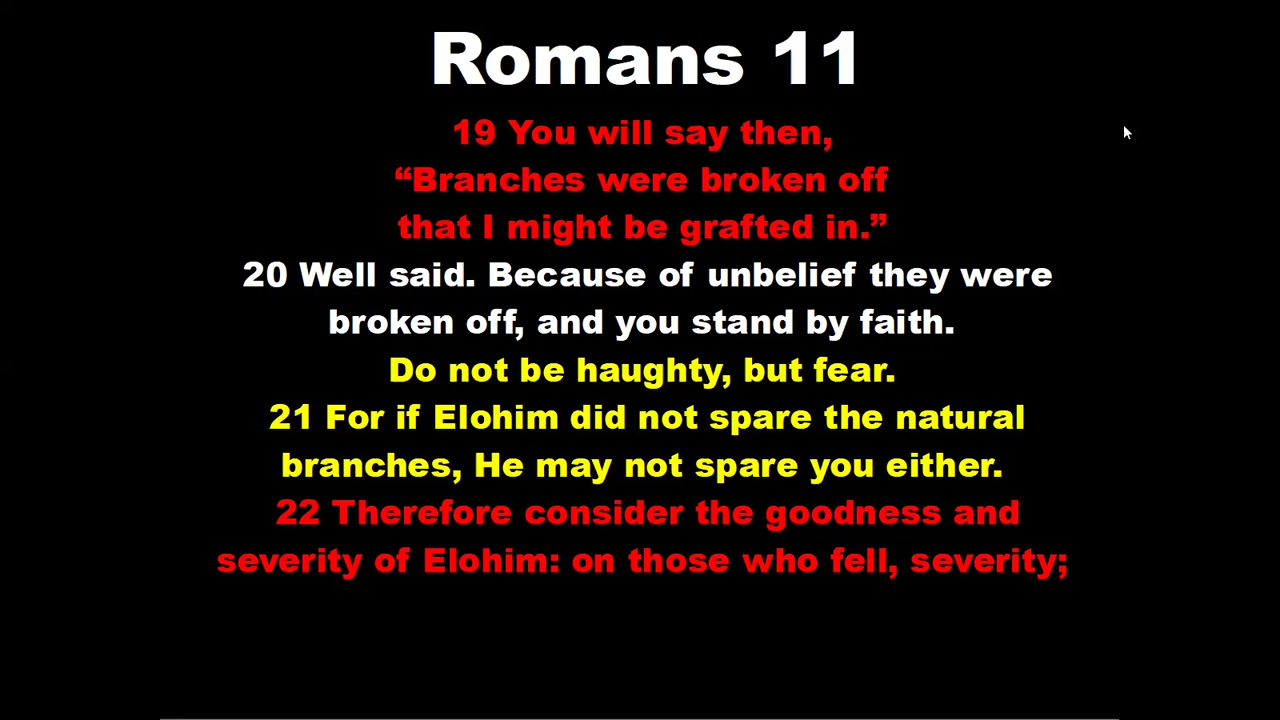 Romans 11
19 You will say then,
“Branches were broken off
that I might be grafted in.”
20 Well said. Because of unbelief they were
broken off, and you stand by faith.
Do not be haughty, but fear.
21 For if Elohim did not spare the natural
branches, He may not spare you either.
22 Therefore consider the goodness and
severity of Elohim: on those who fell, severity;